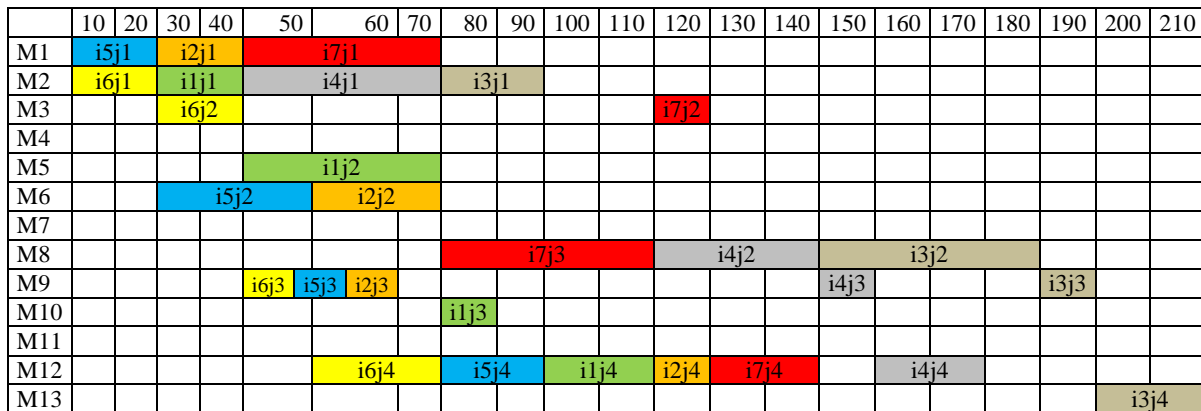 10 20 30 40 50 60 70 80 90 100 110 120 130 140 150 160 170 180 190 200 210
M1 i5j1 i2j1 i7j1
M2 i6j1 i1j1 i4j1 i3j1
M3 i6j2 i7j2
M4
M5 i1j2
M6 i5j2 i2j2
M7
M8 i7j3 i4j2 i3j2
M9 i6j3 i5j3 i2j3 i4j3 i3j3
M10 i1j3
M11
M12 i6j4 i5j4 i1j4 i2j4 i7j4 i4j4
M13 i3j4